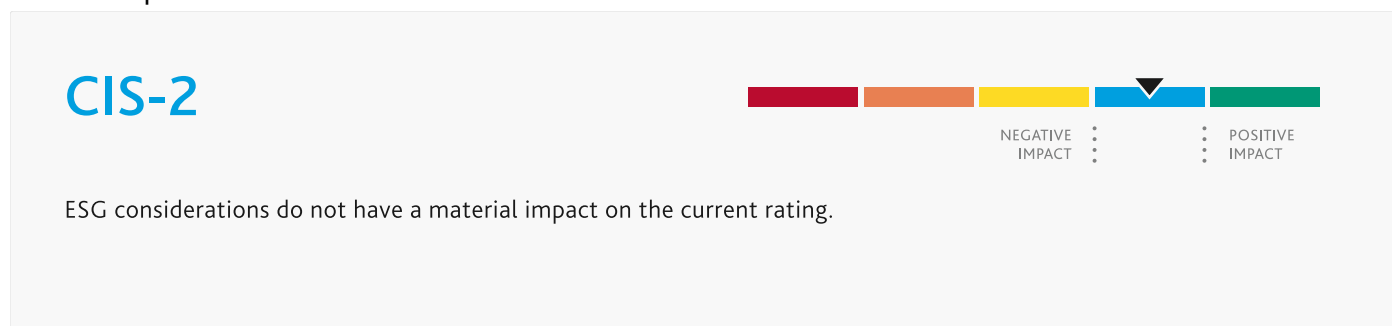 CIS-2
NEGATIVE
IMPACT
POSITIVE
IMPACT
ESG considerations do not have a material impact on the current rating.